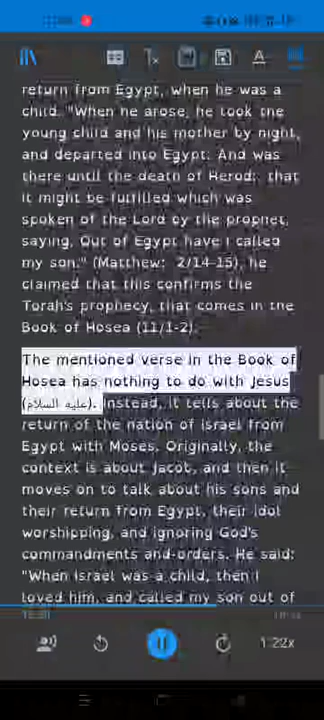 return from Egypt, when he was a
child. "When he arose, he took the
young child and his mother by night,
and departed into Egypt: And was
there until the death of Herod: that
it might be fulfilled which was
spoken of the Lord by the prophet,
saying, Out of Egypt have I called
my son." (Matthew: 2/14-15), he
claimed that this confirms the
Torah's prophecy, that comes in the
Book of Hosea (11/1-2).
The mentioned verse in the Book of
Hosea has nothing to do with Jesus
(عليه السلام). Instead, it tells about the
return of the nation of Israel from
Egypt with Moses. Originally, the
context is about Jacob, and then it
moves on to talk about his sons and
their return from Egypt, their idol
worshipping, and ignoring God's
commandments and orders. He said:
"When Israel was a child, then I
loved him, and called my son out of
1.22x